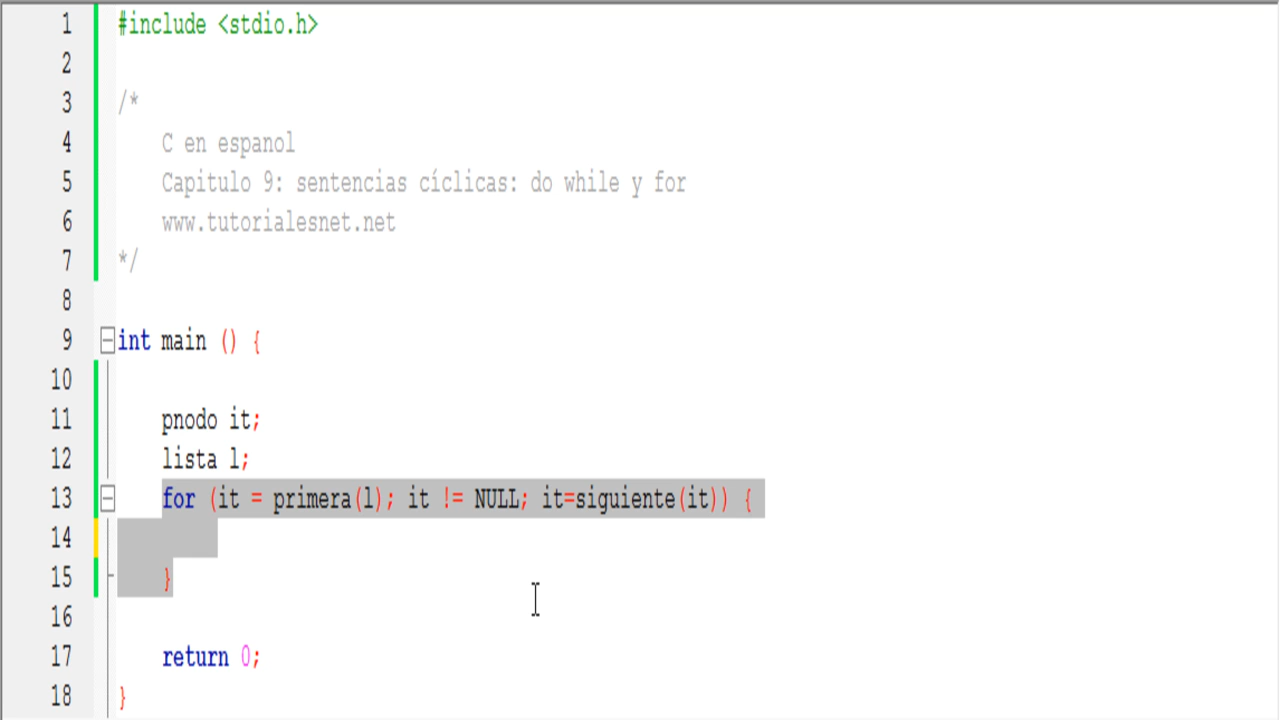 1 #include <stdio.h>
2
3 /*
4 C en espanol
5 Capitulo 9: sentencias cíclicas: do while y for
6 www.tutorialesnet.net
7 */
8
9 int main () {
10
11 pnodo it;
12 lista l;
13 for (it = primera(l); it != NULL; it=siguiente(it)) {
14
15 }
16
17 return 0;
18 }